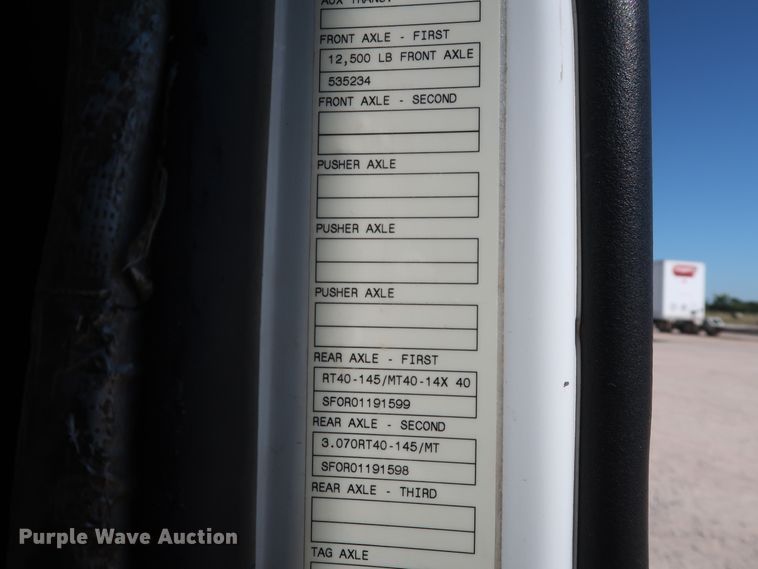 AUX TRANS
FRONT AXLE - FIRST
12,500 LB FRONT AXLE
535234
FRONT AXLE - SECOND
PUSHER AXLE
PUSHER AXLE
PUSHER AXLE
REAR AXLE - FIRST
RT40-145/MT40-14X 40
SFOR01191599
REAR AXLE - SECOND
3.070RT40-145/MT
SFOR01191598
REAR AXLE - THIRD
TAG AXLE
Purple Wave Auction